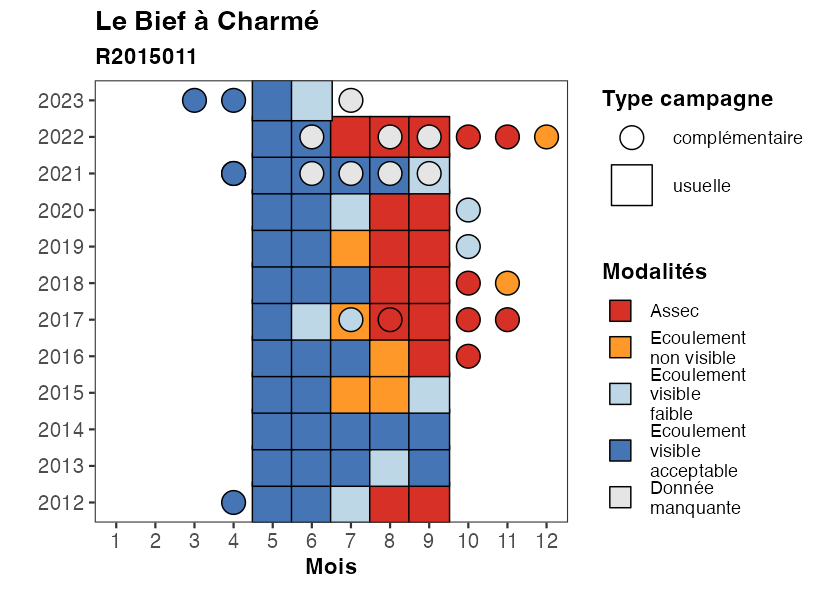 Le Bief à Charmé
R2015011
2023
2022
2021
2020
2019
2018
2017
2016
2015
2014
2013
2012
1 2 3 4 5 6 7 8 9 10 11 12
Mois
Type campagne
complémentaire
usuelle
Modalités
Assec
Ecoulement
non visible
Ecoulement
visible
faible
Ecoulement
visible
acceptable
Donnée
manquante